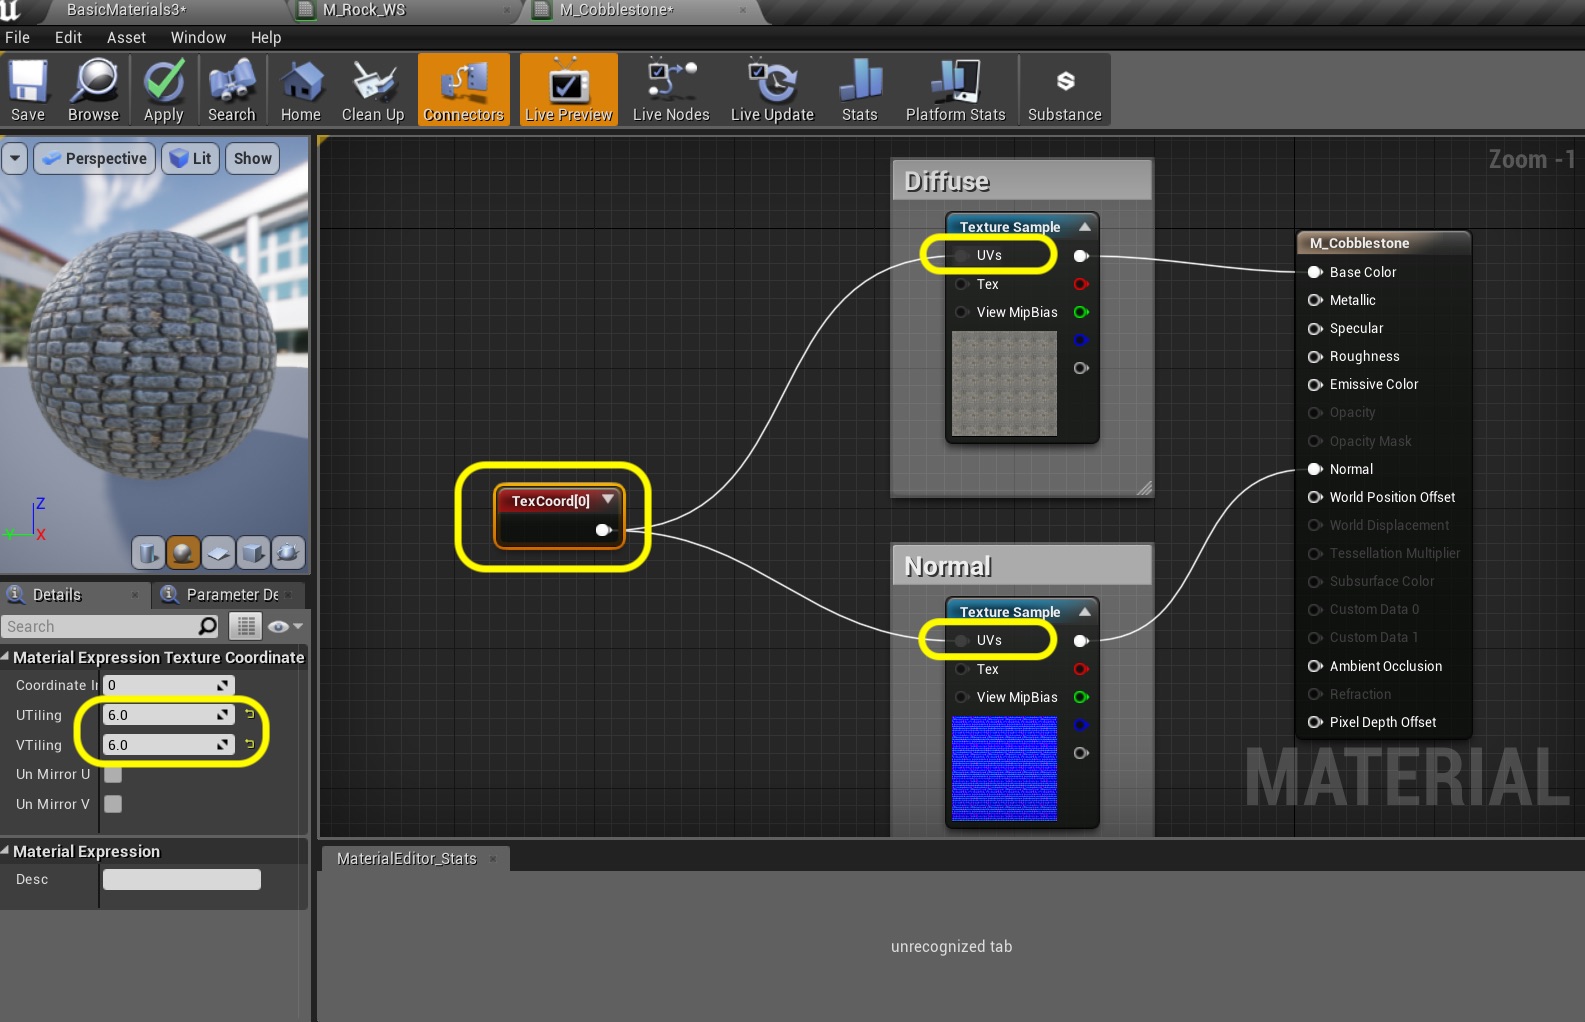 BasicMaterials3*
M_Rock_WS
M_Cobblestone*
File Edit Asset Window Help
Save Browse Apply Search Home Clean Up Connectors Live Preview Live Nodes Live Update Stats Platform Stats Substance
Perspective Lit Show
Zoom -1
Diffuse
Texture Sample
UVs
Tex
View MipBias
TexCoord[0]
Normal
Texture Sample
UVs
Tex
View MipBias
M_Cobblestone
Base Color
Metallic
Specular
Roughness
Emissive Color
Opacity
Opacity Mask
Normal
World Position Offset
World Displacement
Tessellation Multiplier
Subsurface Color
Custom Data 0
Custom Data 1
Ambient Occlusion
Refraction
Pixel Depth Offset
MATERIAL
Z
Y
X
Details
Parameter De
Search
Material Expression Texture Coordinate
Coordinate I 0
UTiling 6.0
VTiling 6.0
Un Mirror U
Un Mirror V
Material Expression
Desc
MaterialEditor_Stats
unrecognized tab